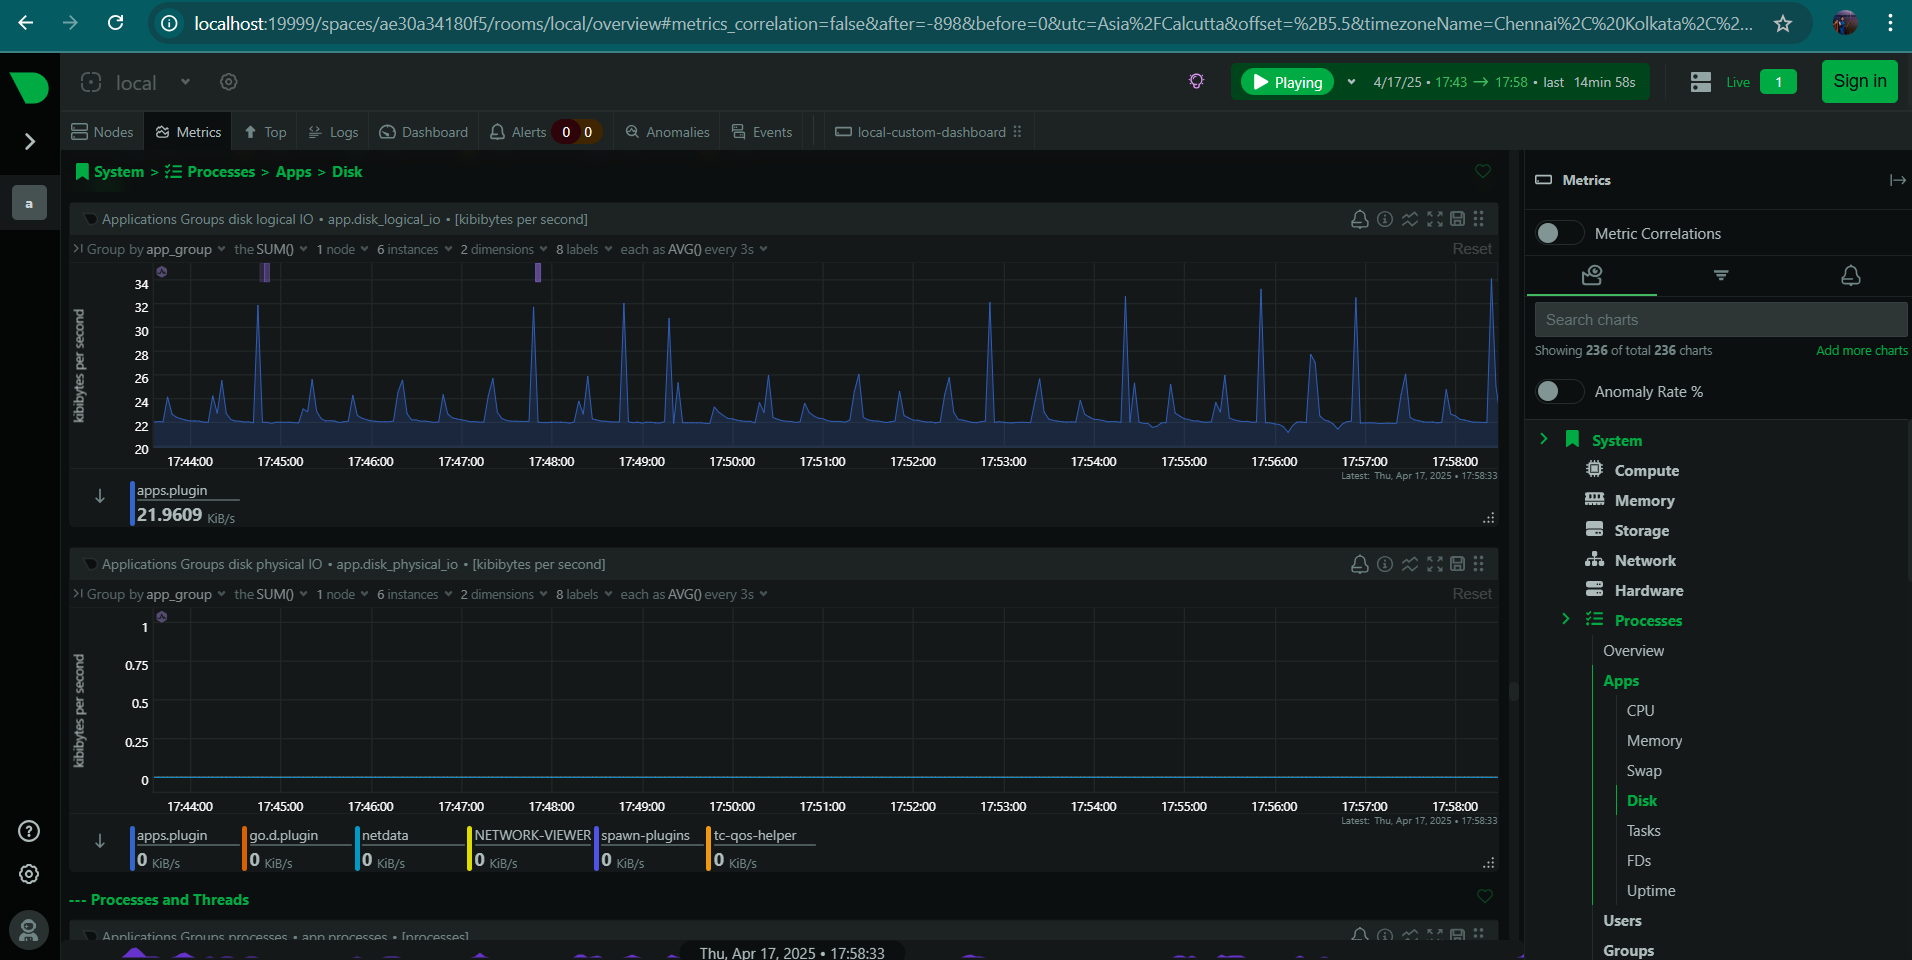 localhost:19999/spaces/ae30a34180f5/rooms/local/overview#metrics_correlation=false&after=-898&before=0&utc=Asia%2FCalcutta&offset=%2B5.5&timezoneName=Chennai%2C%20Kolkata%2C%2...
local
Playing 4/17/25 • 17:43 → 17:58 • last 14min 58s
Live 1 Sign in
Nodes Metrics Top Logs Dashboard Alerts 0 0 Anomalies Events local-custom-dashboard
a
System > Processes > Apps > Disk
Applications Groups disk logical IO • app.disk_logical_io • [kibibytes per second]
Group by app_group the SUM() 1 node 6 instances 2 dimensions 8 labels each as AVG() every 3s Reset
kibibytes per second
34
32
30
28
26
24
22
20
17:44:00 17:45:00 17:46:00 17:47:00 17:48:00 17:49:00 17:50:00 17:51:00 17:52:00 17:53:00 17:54:00 17:55:00 17:56:00 17:57:00 17:58:00
Latest: Thu, Apr 17, 2025 • 17:58:33
apps.plugin
21.9609 KiB/s
Applications Groups disk physical IO • app.disk_physical_io • [kibibytes per second]
Group by app_group the SUM() 1 node 6 instances 2 dimensions 8 labels each as AVG() every 3s Reset
kibibytes per second
1
0.75
0.5
0.25
0
17:44:00 17:45:00 17:46:00 17:47:00 17:48:00 17:49:00 17:50:00 17:51:00 17:52:00 17:53:00 17:54:00 17:55:00 17:56:00 17:57:00 17:58:00
Latest: Thu, Apr 17, 2025 • 17:58:33
apps.plugin go.d.plugin netdata NETWORK-VIEWER spawn-plugins tc-qos-helper
0 KiB/s 0 KiB/s 0 KiB/s 0 KiB/s 0 KiB/s 0 KiB/s
--- Processes and Threads
Applications Groups processes • app.processes • [processes]
Thu, Apr 17, 2025 • 17:58:33
Metrics
Metric Correlations
Search charts
Showing 236 of total 236 charts Add more charts
Anomaly Rate %
System
Compute
Memory
Storage
Network
Hardware
Processes
Overview
Apps
CPU
Memory
Swap
Disk
Tasks
FDs
Uptime
Users
Groups